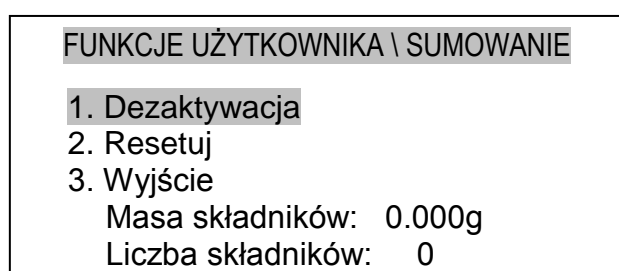 FUNKCJE UŻYTKOWNIKA \ SUMOWANIE
1. Dezaktywacja
2. Resetuj
3. Wyjście
Masa składników: 0.000g
Liczba składników: 0